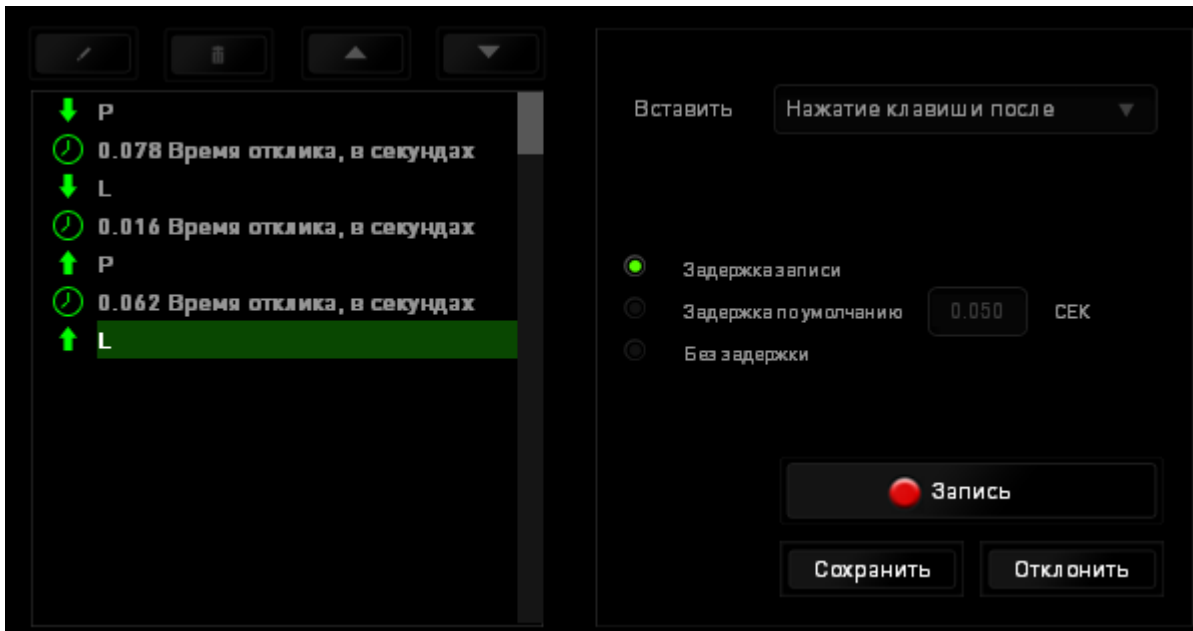 P
0.078 Время отклика, в секундах
L
0.016 Время отклика, в секундах
P
0.062 Время отклика, в секундах
L
Вставить Нажатие клавиши после
Задержка записи
Задержка по умолчанию 0.050 СЕК
Без задержки
Запись
Сохранить Отклонить